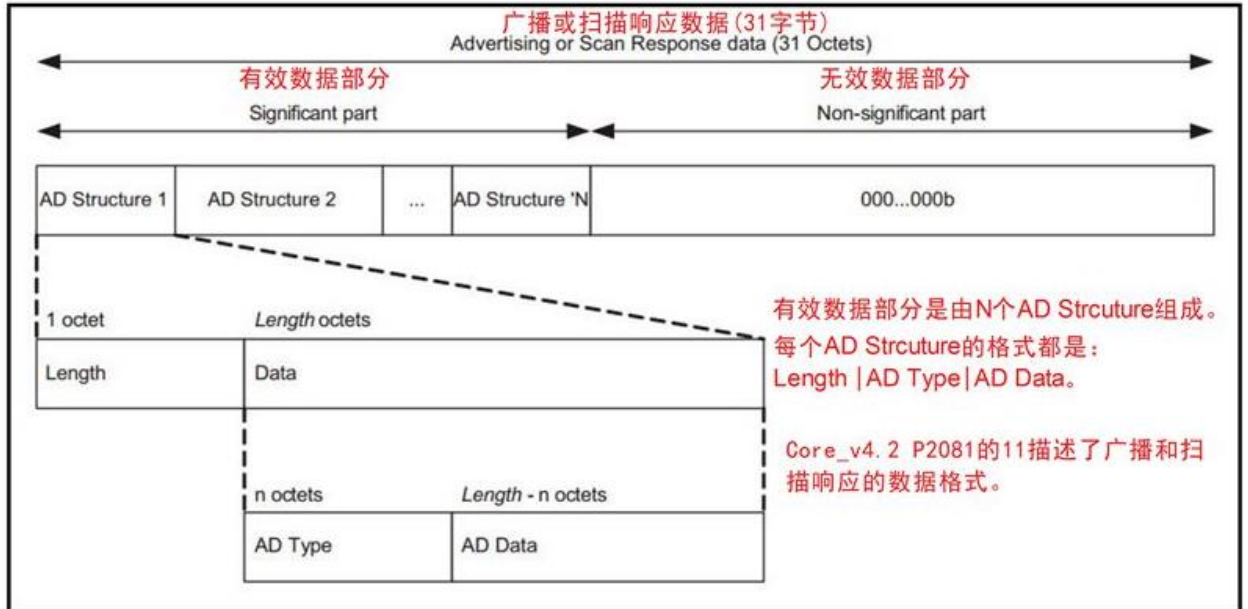 广播或扫描响应数据(31字节)
Advertising or Scan Response data (31 Octets)
有效数据部分
无效数据部分
Significant part
Non-significant part
AD Structure 1
AD Structure 2
...
AD Structure 'N
000...000b
1 octet
Length octets
Length
Data
有效数据部分是由N个AD Strcuture组成。
每个AD Strcuture的格式都是：
Length |AD Type|AD Data。
Core_v4.2 P2081的11描述了广播和扫
描响应的数据格式。
n octets
Length - n octets
AD Type
AD Data